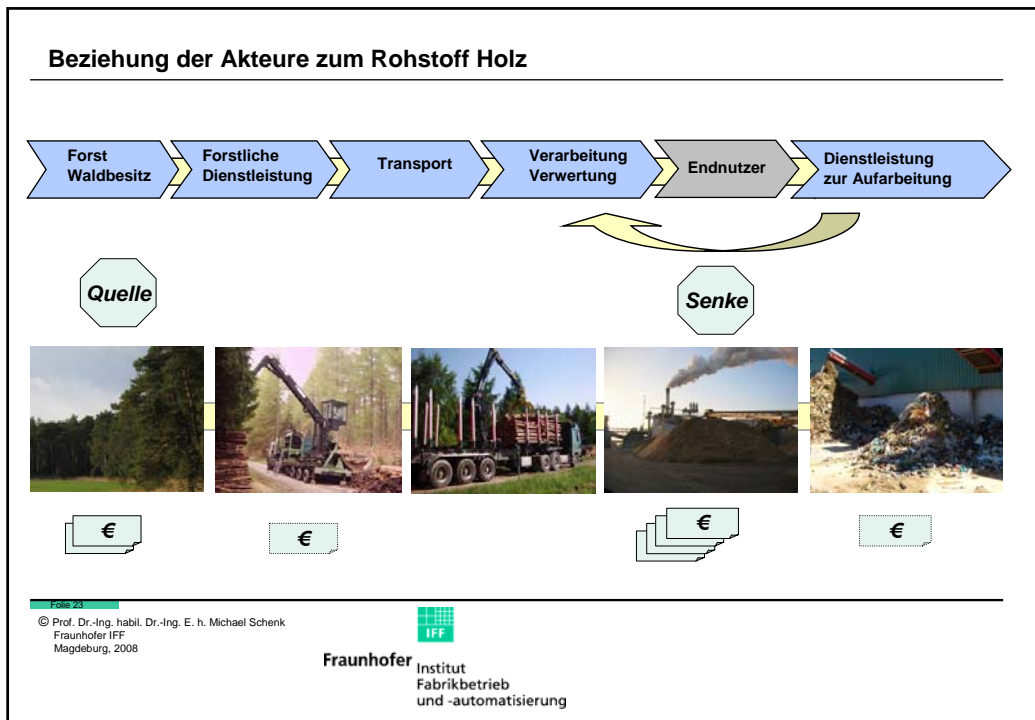 Beziehung der Akteure zum Rohstoff Holz
Forst
Waldbesitz
Forstliche
Dienstleistung
Transport
Verarbeitung
Verwertung
Endnutzer
Dienstleistung
zur Aufarbeitung
Quelle
Senke
€
€
€
€
Folie 23
© Prof. Dr.-Ing. habil. Dr.-Ing. E. h. Michael Schenk
Fraunhofer IFF
Magdeburg, 2008
IFF
Fraunhofer
Institut
Fabrikbetrieb
und -automatisierung